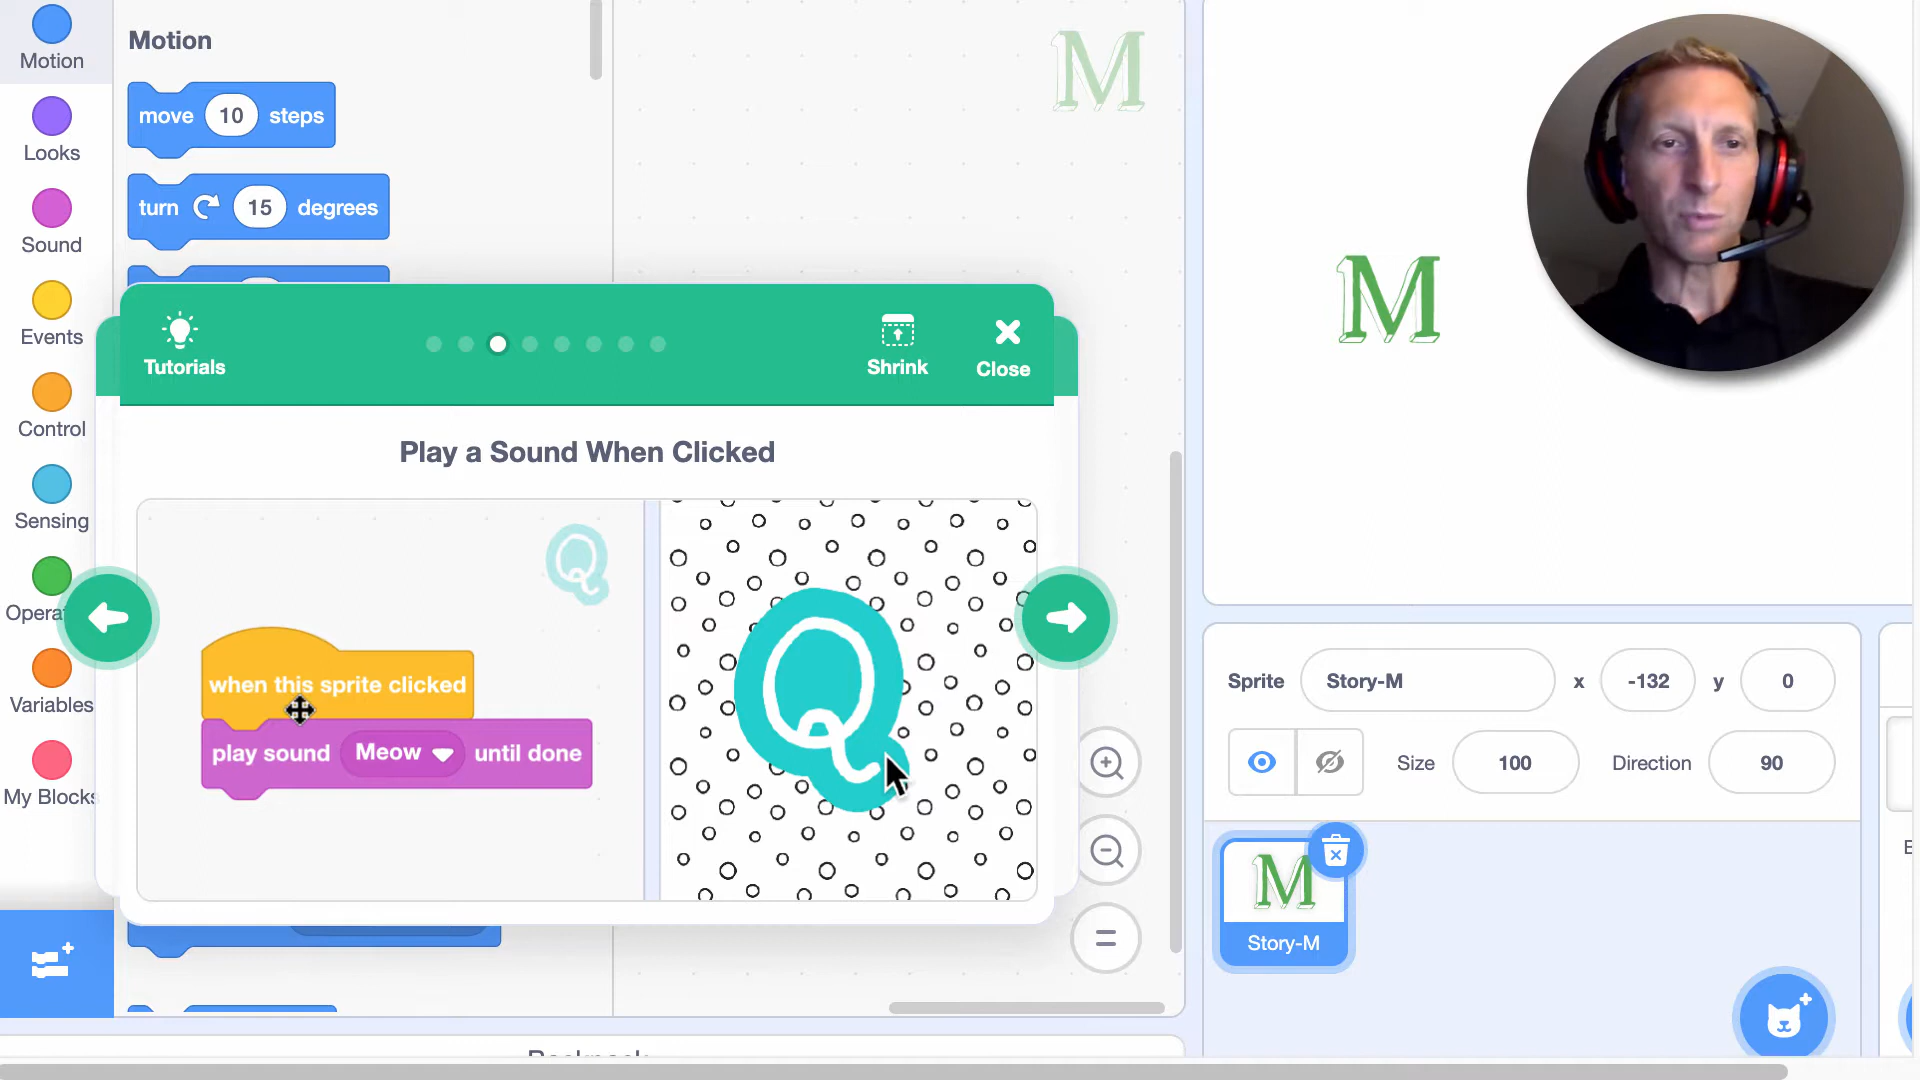 Motion
Looks
Sound
Events
Control
Sensing
Variables
My Blocks
Motion
move 10 steps
turn 15 degrees
M
Tutorials
Shrink
Close
Play a Sound When Clicked
Q
when this sprite clicked
play sound Meow until done
Q
M
Sprite Story-M x -132 y 0
Size 100 Direction 90
M
Story-M